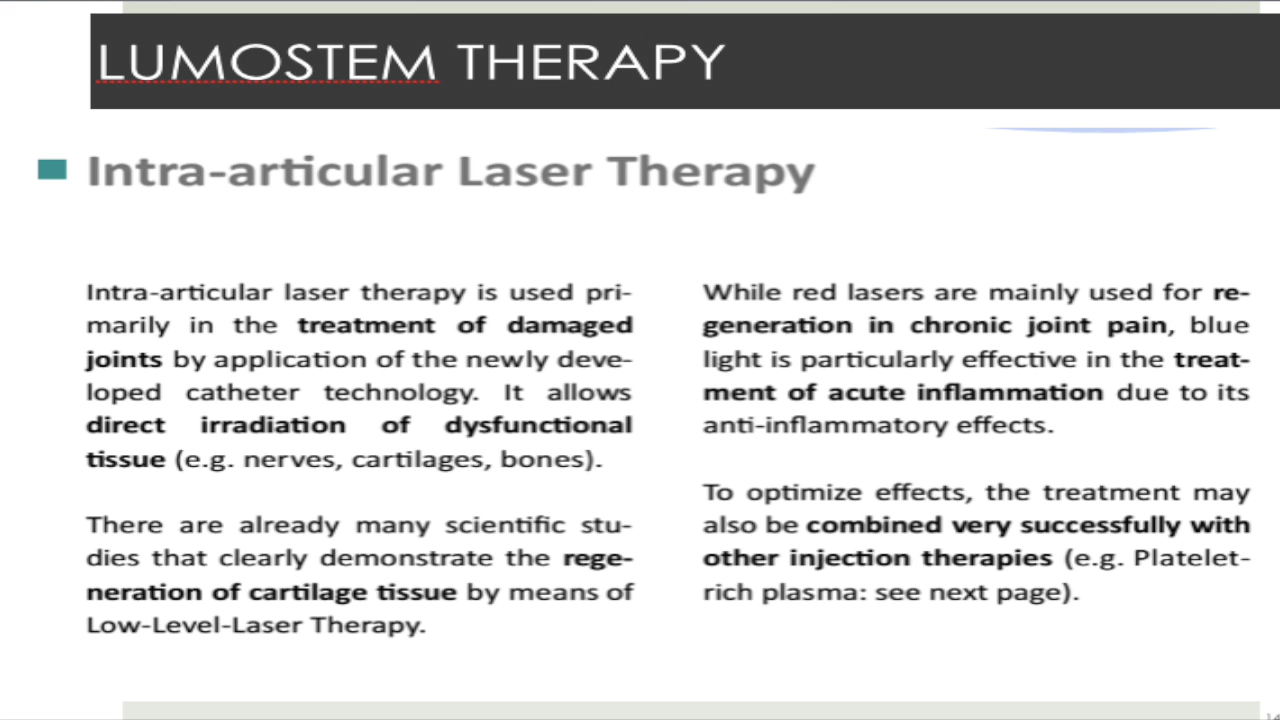 LUMOSTEM THERAPY
Intra-articular Laser Therapy
Intra-articular laser therapy is used pri-
marily in the treatment of damaged
joints by application of the newly deve-
loped catheter technology. It allows
direct irradiation of dysfunctional
tissue (e.g. nerves, cartilages, bones).
There are already many scientific stu-
dies that clearly demonstrate the rege-
neration of cartilage tissue by means of
Low-Level-Laser Therapy.
While red lasers are mainly used for re-
generation in chronic joint pain, blue
light is particularly effective in the treat-
ment of acute inflammation due to its
anti-inflammatory effects.
To optimize effects, the treatment may
also be combined very successfully with
other injection therapies (e.g. Platelet-
rich plasma: see next page).